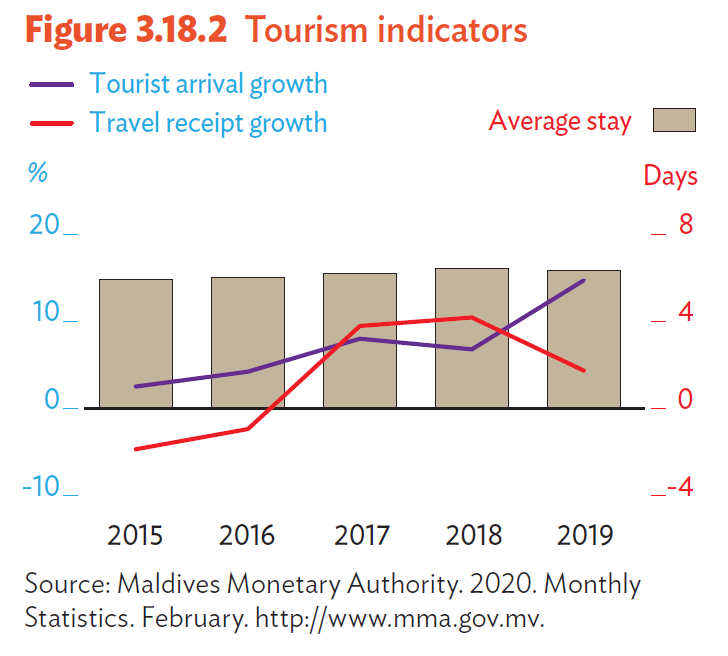 Figure 3.18.2 Tourism indicators
Tourist arrival growth
Travel receipt growth
Average stay
%
Days
20
8
10
4
0
0
-10
-4
2015 2016 2017 2018 2019
Source: Maldives Monetary Authority. 2020. Monthly
Statistics. February. http://www.mma.gov.mv.